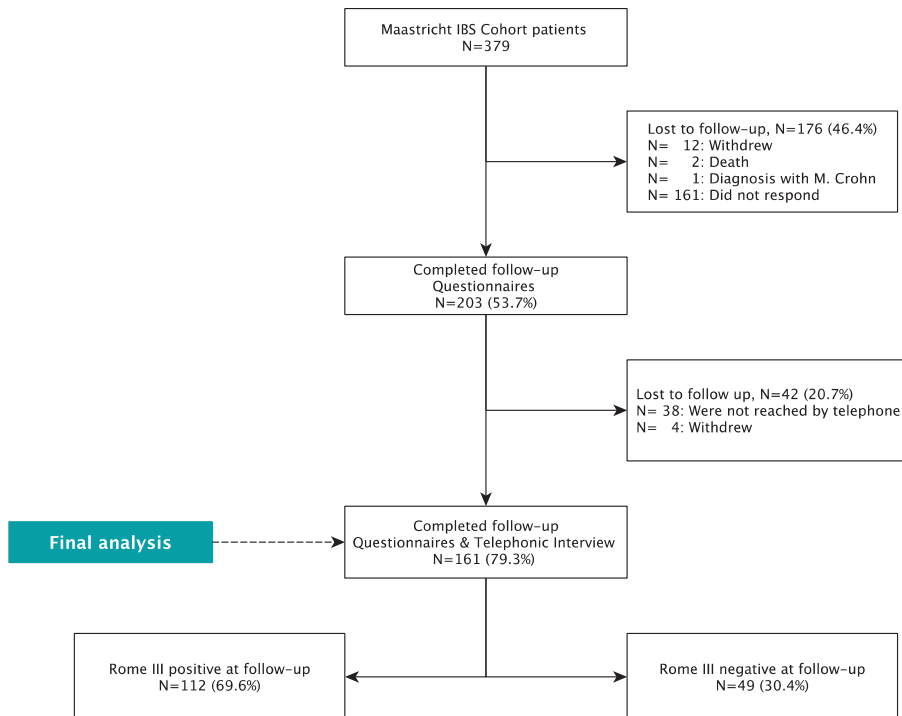 Maastricht IBS Cohort patients
N=379
Lost to follow-up, N=176 (46.4%)
N= 12: Withdrew
N= 2: Death
N= 1: Diagnosis with M. Crohn
N= 161: Did not respond
Completed follow-up
Questionnaires
N=203 (53.7%)
Lost to follow up, N=42 (20.7%)
N= 38: Were not reached by telephone
N= 4: Withdrew
Final analysis
Completed follow-up
Questionnaires & Telephonic Interview
N=161 (79.3%)
Rome III positive at follow-up
N=112 (69.6%)
Rome III negative at follow-up
N=49 (30.4%)